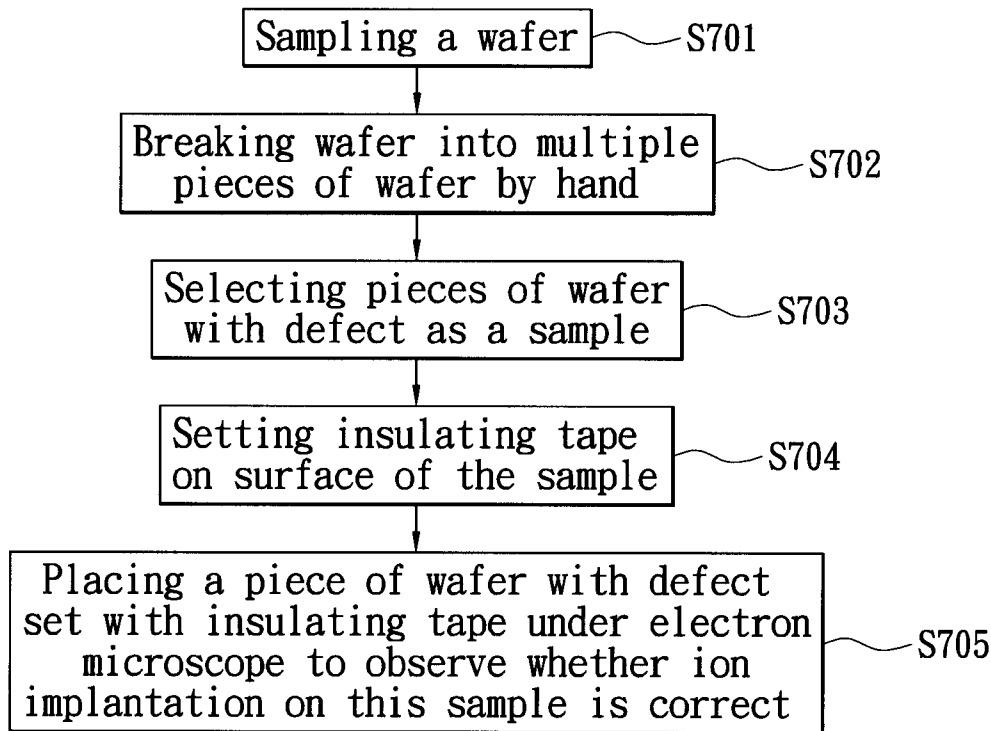 Sampling a wafer
S701
Breaking wafer into multiple
pieces of wafer by hand
S702
Selecting pieces of wafer
with defect as a sample
S703
Setting insulating tape
on surface of the sample
S704
Placing a piece of wafer with defect
set with insulating tape under electron
microscope to observe whether ion
implantation on this sample is correct
S705